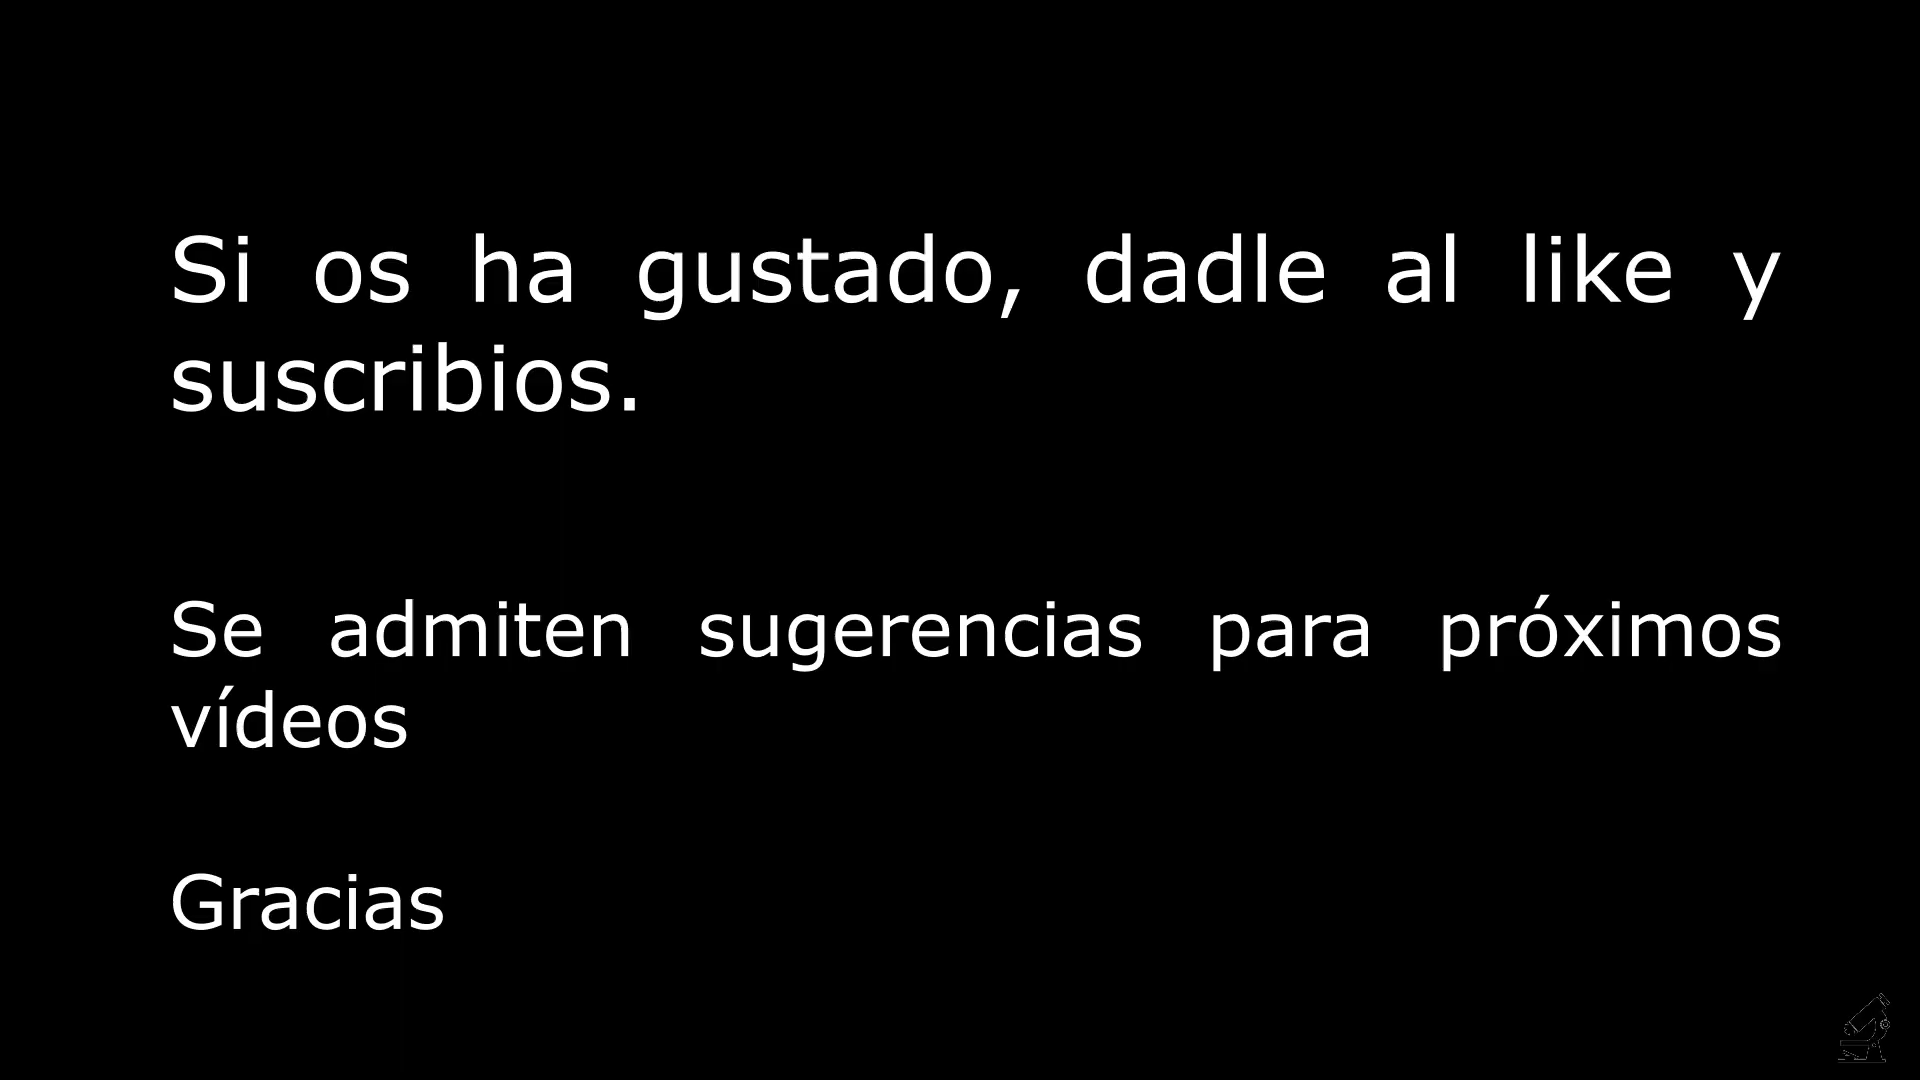 Si os ha gustado, dadle al like y
suscribios.
Se admiten sugerencias para próximos
vídeos
Gracias